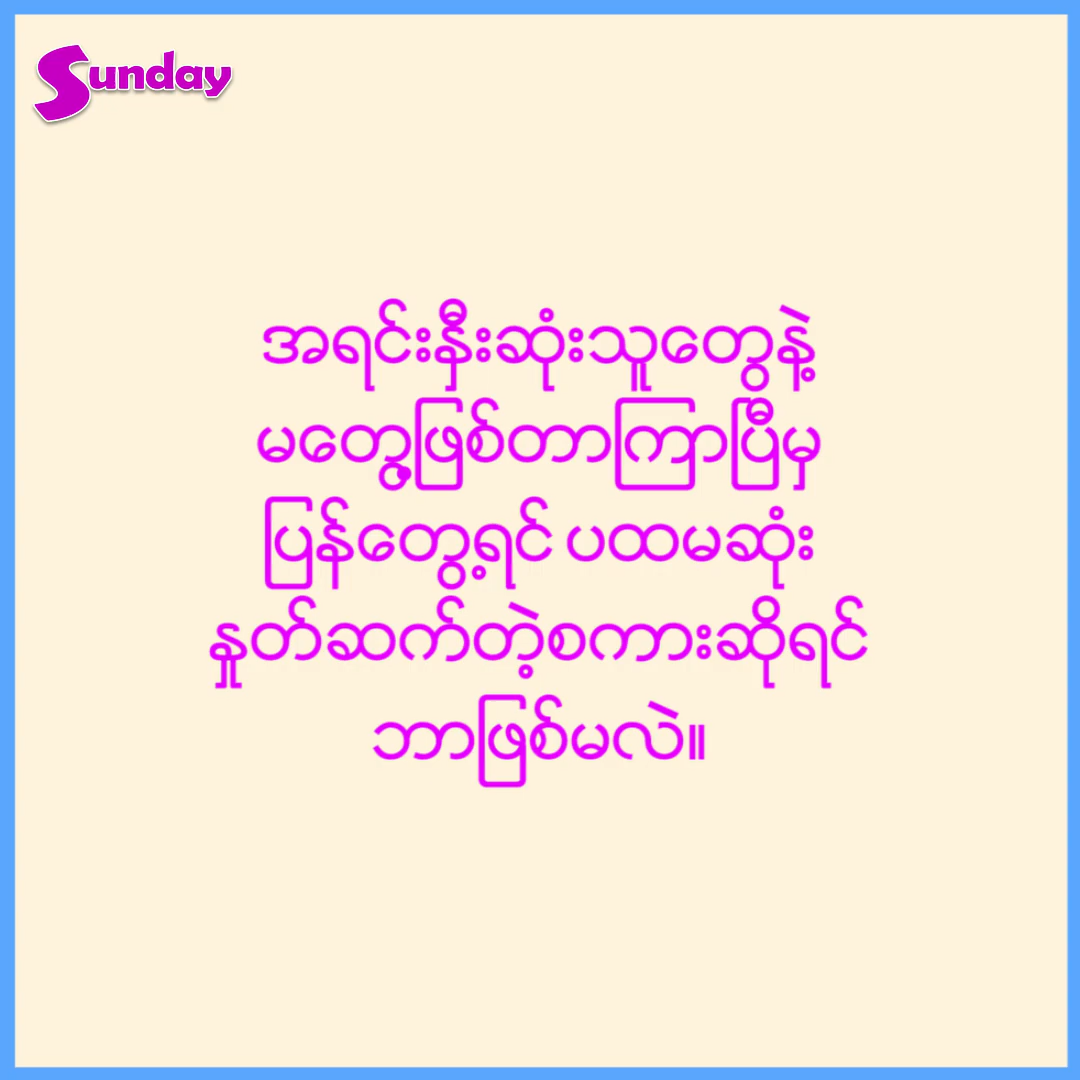 Sunday
အရင်းနှီးဆုံးသူတွေနဲ့
မတွေ့ဖြစ်တာကြာပြီမှ
ပြန်တွေ့ရင် ပထမဆုံး
နှုတ်ဆက်တဲ့စကားဆိုရင်
ဘာဖြစ်မလဲ။